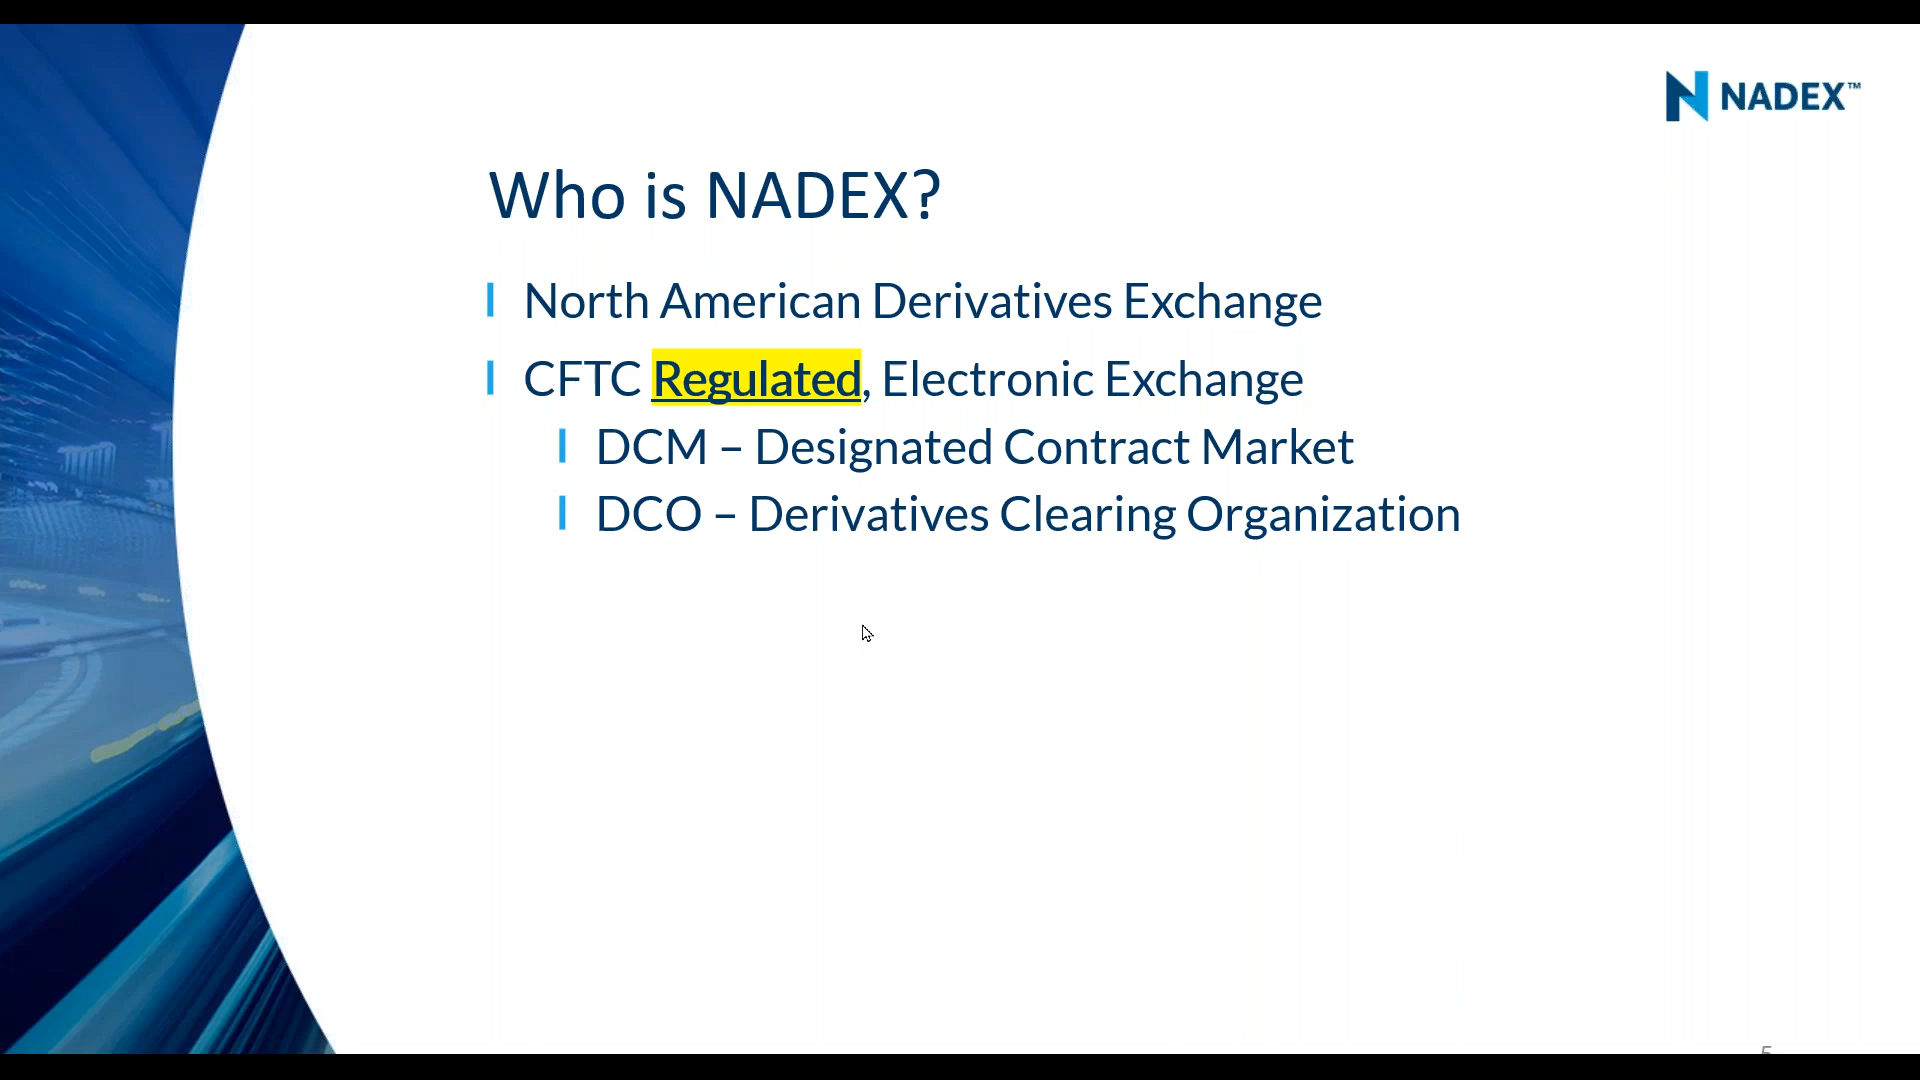 NADEX™
Who is NADEX?
North American Derivatives Exchange
CFTC Regulated, Electronic Exchange
DCM – Designated Contract Market
DCO – Derivatives Clearing Organization